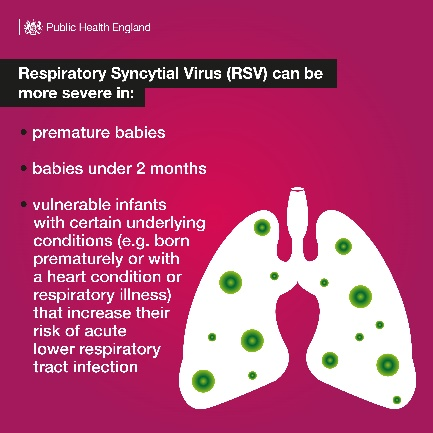 Public Health England
Respiratory Syncytial Virus (RSV) can be
more severe in:
• premature babies
• babies under 2 months
• vulnerable infants
with certain underlying
conditions (e.g. born
prematurely or with
a heart condition or
respiratory illness)
that increase their
risk of acute
lower respiratory
tract infection